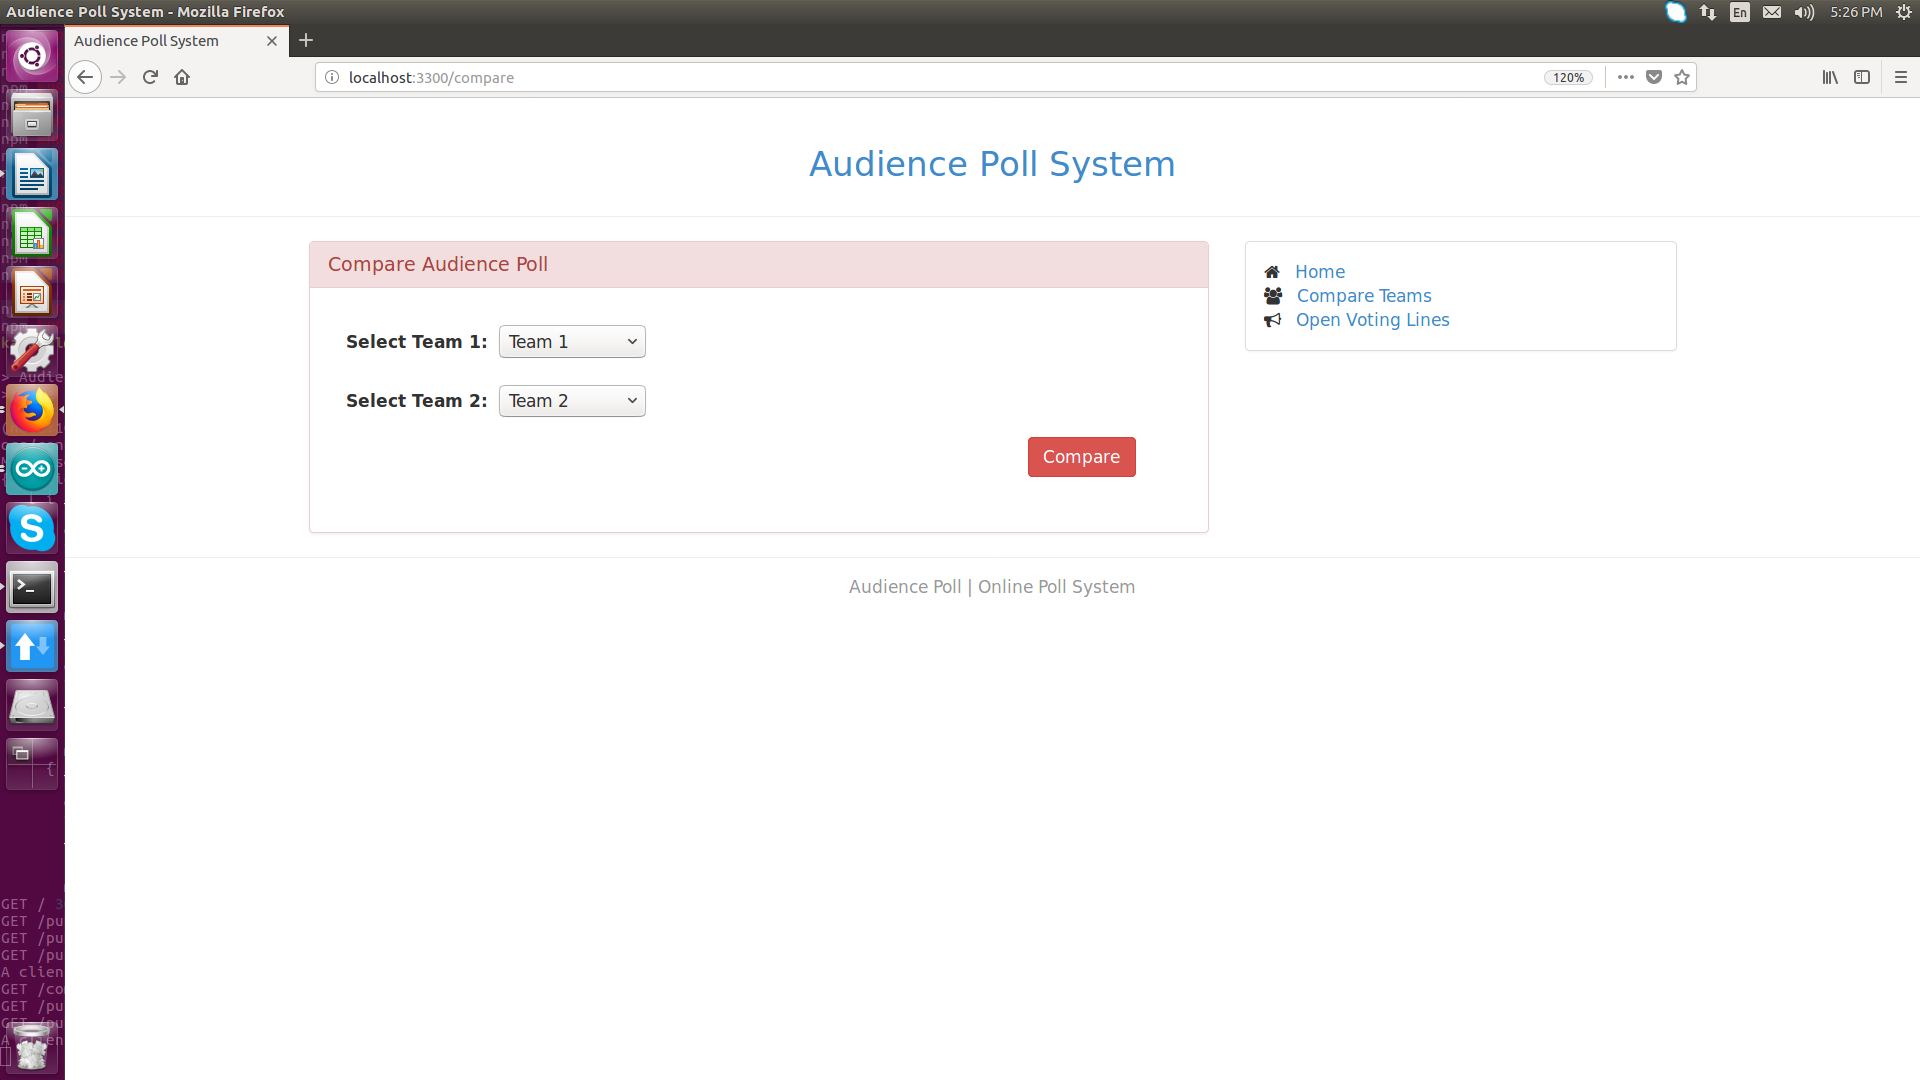 Audience Poll System - Mozilla Firefox
En
5:26 PM
Audience Poll System
localhost:3300/compare
120%
Audience Poll System
Compare Audience Poll
Select Team 1: Team 1
Select Team 2: Team 2
Compare
Home
Compare Teams
Open Voting Lines
Audience Poll | Online Poll System
GET / 3
GET /pu
GET /pu
GET /pu
A clien
GET /co
GET /pu
GET /pu
A clien